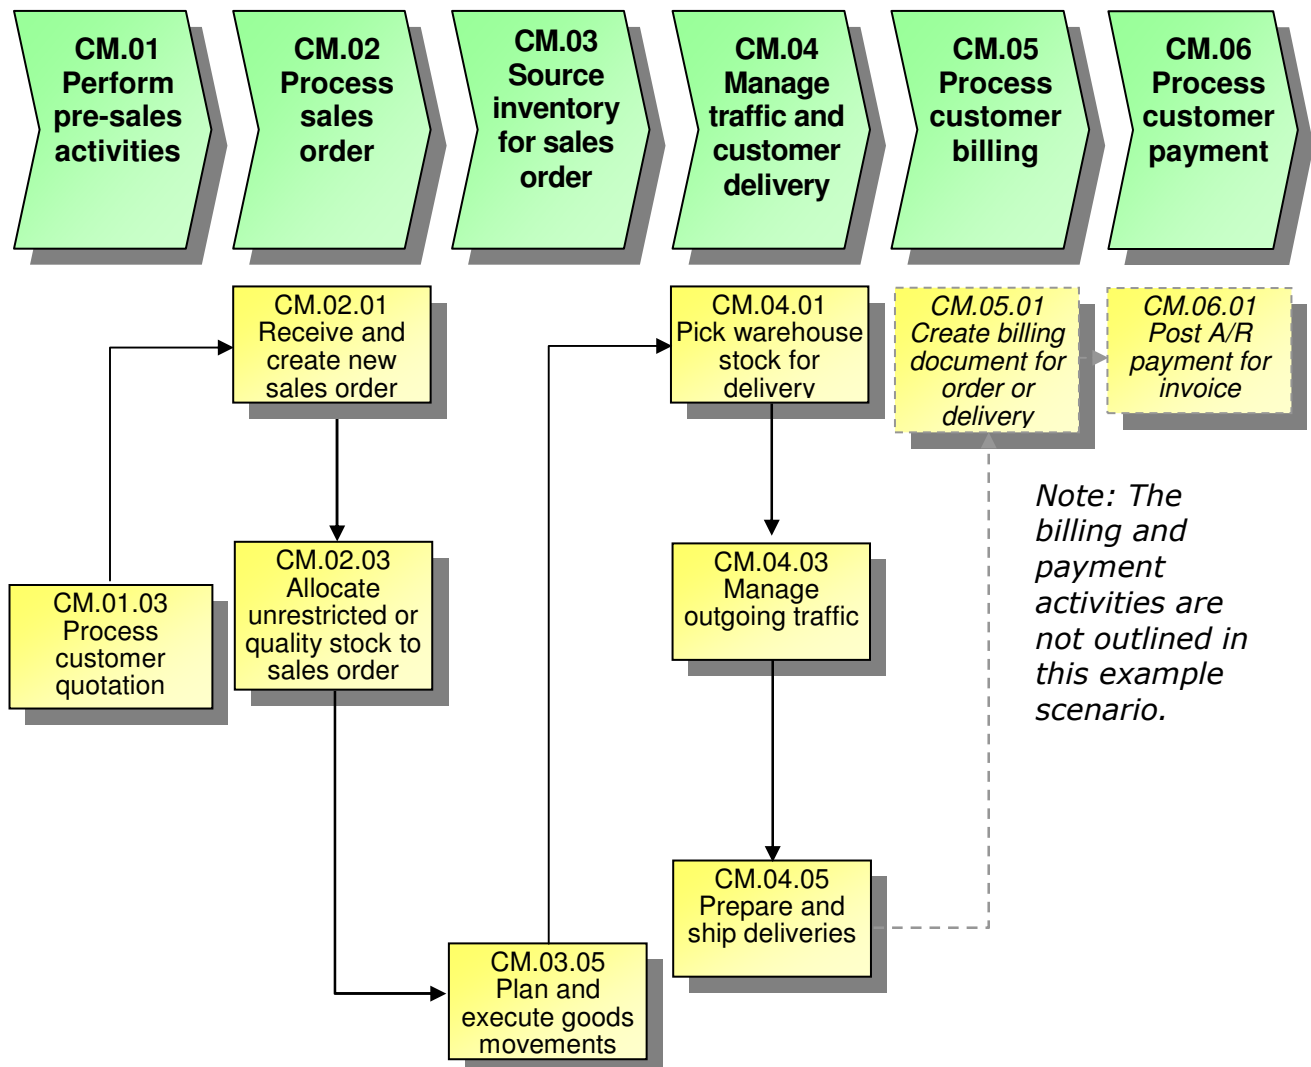 CM.01
Perform
pre-sales
activities
CM.02
Process
sales
order
CM.03
Source
inventory
for sales
order
CM.04
Manage
traffic and
customer
delivery
CM.05
Process
customer
billing
CM.06
Process
customer
payment
CM.02.01
Receive and
create new
sales order
CM.04.01
Pick warehouse
stock for
delivery
CM.05.01
Create billing
document for
order or
delivery
CM.06.01
Post A/R
payment for
invoice
Note: The
billing and
payment
activities are
not outlined in
this example
scenario.
CM.01.03
Process
customer
quotation
CM.02.03
Allocate
unrestricted or
quality stock to
sales order
CM.04.03
Manage
outgoing traffic
CM.04.05
Prepare and
ship deliveries
CM.03.05
Plan and
execute goods
movements